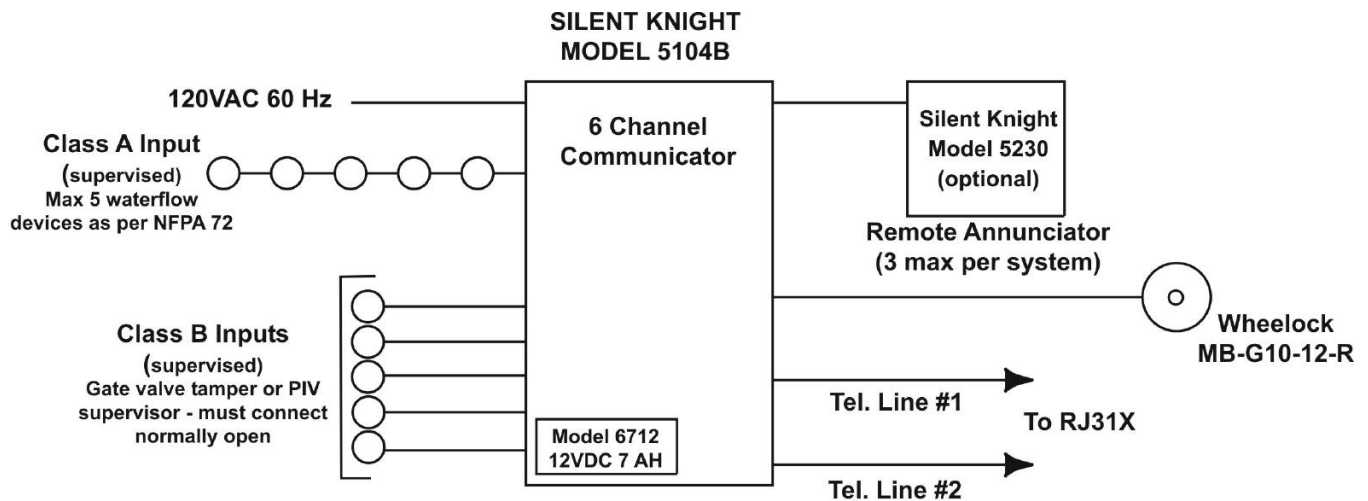 SILENT KNIGHT
MODEL 5104B
120VAC 60 Hz
6 Channel
Communicator
Silent Knight
Model 5230
(optional)
Class A Input
(supervised)
Max 5 waterflow
devices as per NFPA 72
Remote Annunciator
(3 max per system)
Wheelock
MB-G10-12-R
Class B Inputs
(supervised)
Gate valve tamper or PIV
supervisor - must connect
normally open
Model 6712
12VDC 7 AH
Tel. Line #1
To RJ31X
Tel. Line #2